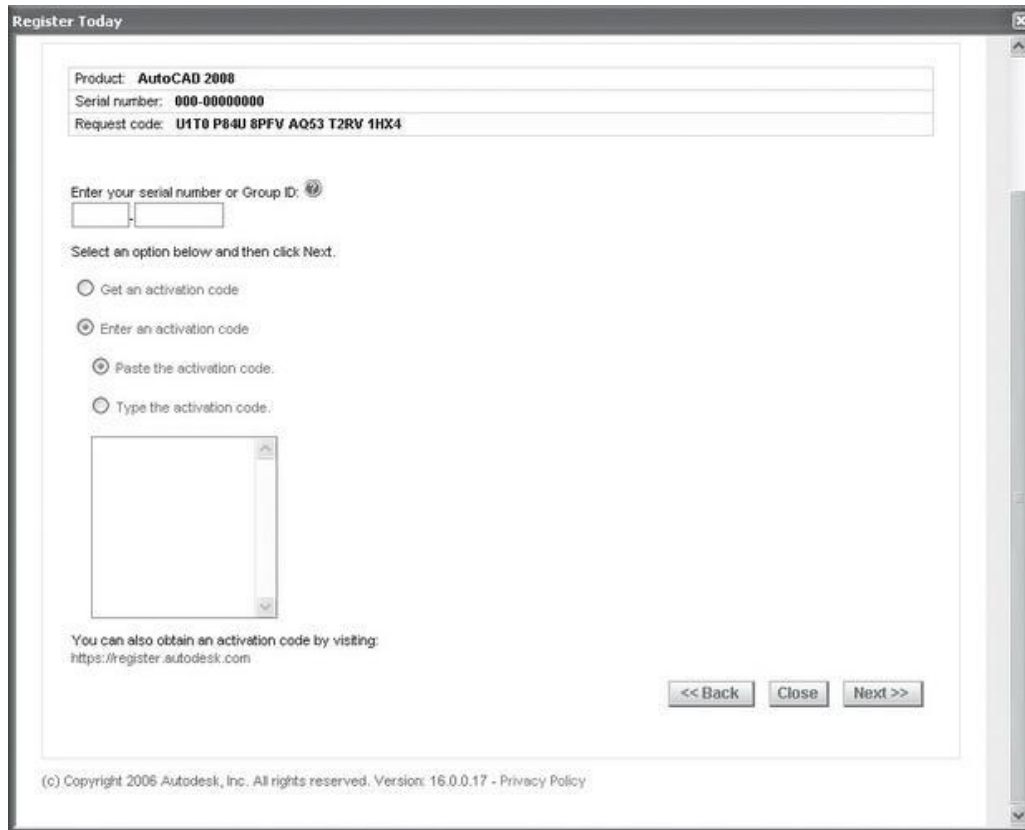 Register Today
Product: AutoCAD 2008
Serial number: 000-00000000
Request code: U1T0 P84U 8PFV AQ53 T2RV 1HX4
Enter your serial number or Group ID:
-
Select an option below and then click Next.
Get an activation code
Enter an activation code
Paste the activation code.
Type the activation code.
You can also obtain an activation code by visiting:
https://register.autodesk.com
<< Back Close Next >>
(c) Copyright 2006 Autodesk, Inc. All rights reserved. Version: 16.0.0.17 - Privacy Policy